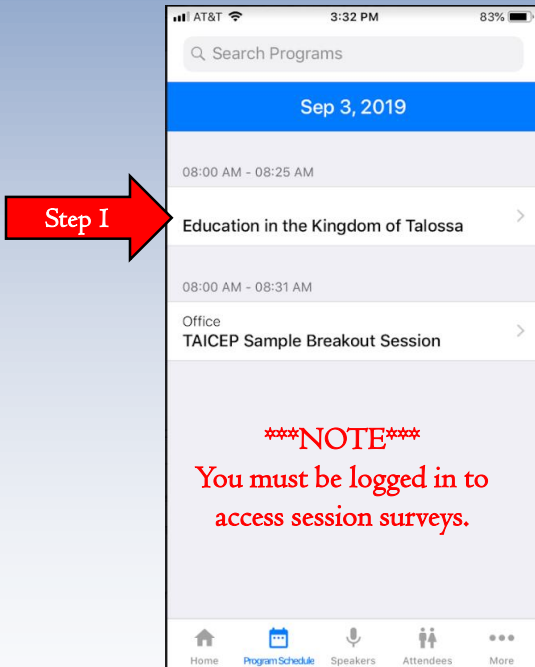 AT&T 3:32 PM 83%
Search Programs
Sep 3, 2019
08:00 AM - 08:25 AM
Step I
Education in the Kingdom of Talossa
08:00 AM - 08:31 AM
Office
TAICEP Sample Breakout Session
***NOTE***
You must be logged in to
access session surveys.
Home Program Schedule Speakers Attendees More